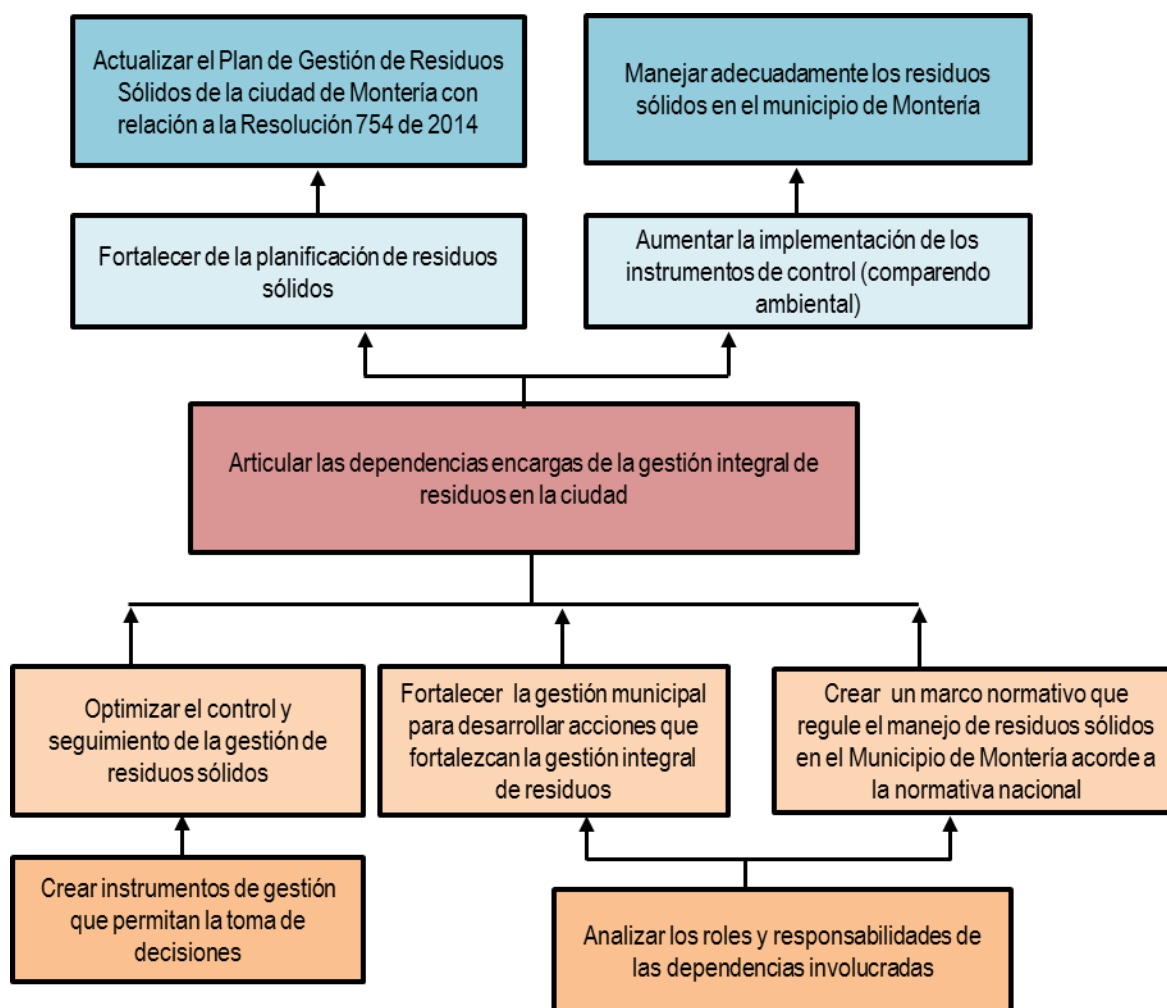 Actualizar el Plan de Gestión de Residuos
Sólidos de la ciudad de Montería con
relación a la Resolución 754 de 2014
Manejar adecuadamente los residuos
sólidos en el municipio de Montería
Fortalecer de la planificación de residuos
sólidos
Aumentar la implementación de los
instrumentos de control (comparendo
ambiental)
Articular las dependencias encargas de la gestión integral de
residuos en la ciudad
Optimizar el control y
seguimiento de la gestión de
residuos sólidos
Fortalecer la gestión municipal
para desarrollar acciones que
fortalezcan la gestión integral
de residuos
Crear un marco normativo que
regule el manejo de residuos sólidos
en el Municipio de Montería acorde a
la normativa nacional
Crear instrumentos de gestión
que permitan la toma de
decisiones
Analizar los roles y responsabilidades de
las dependencias involucradas